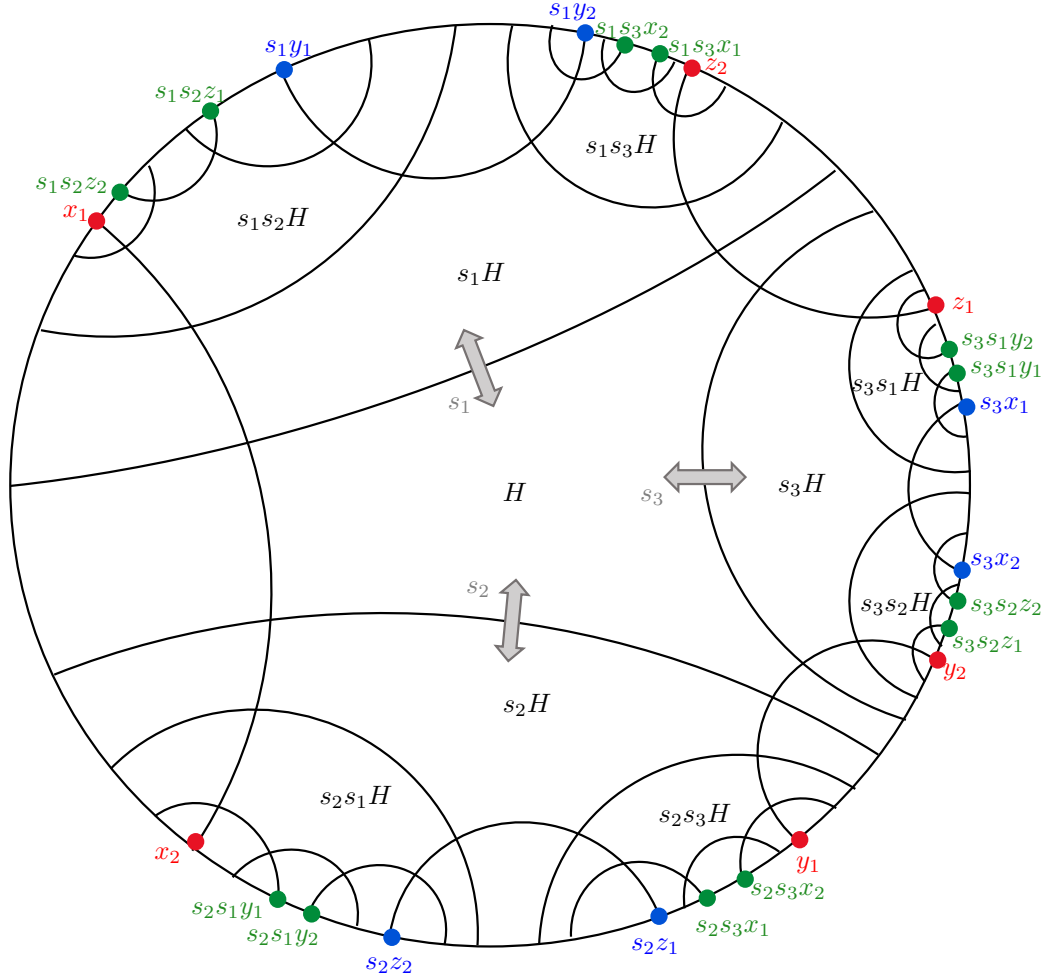 s₁y₂
s₁s₃x₂
s₁y₁
s₁s₃x₁
z₂
s₁s₂z₁
s₁s₃H
s₁s₂z₂
x₁
s₁s₂H
s₁H
z₁
s₃s₁y₂
s₃s₁y₁
s₃s₁H
s₁
s₃x₁
H
s₃
s₃H
s₃x₂
s₂
s₃s₂H
s₃s₂z₂
s₃s₂z₁
y₂
s₂H
s₂s₁H
s₂s₃H
x₂
y₁
s₂s₃x₂
s₂s₁y₁
s₂s₃x₁
s₂s₁y₂
s₂z₁
s₂z₂